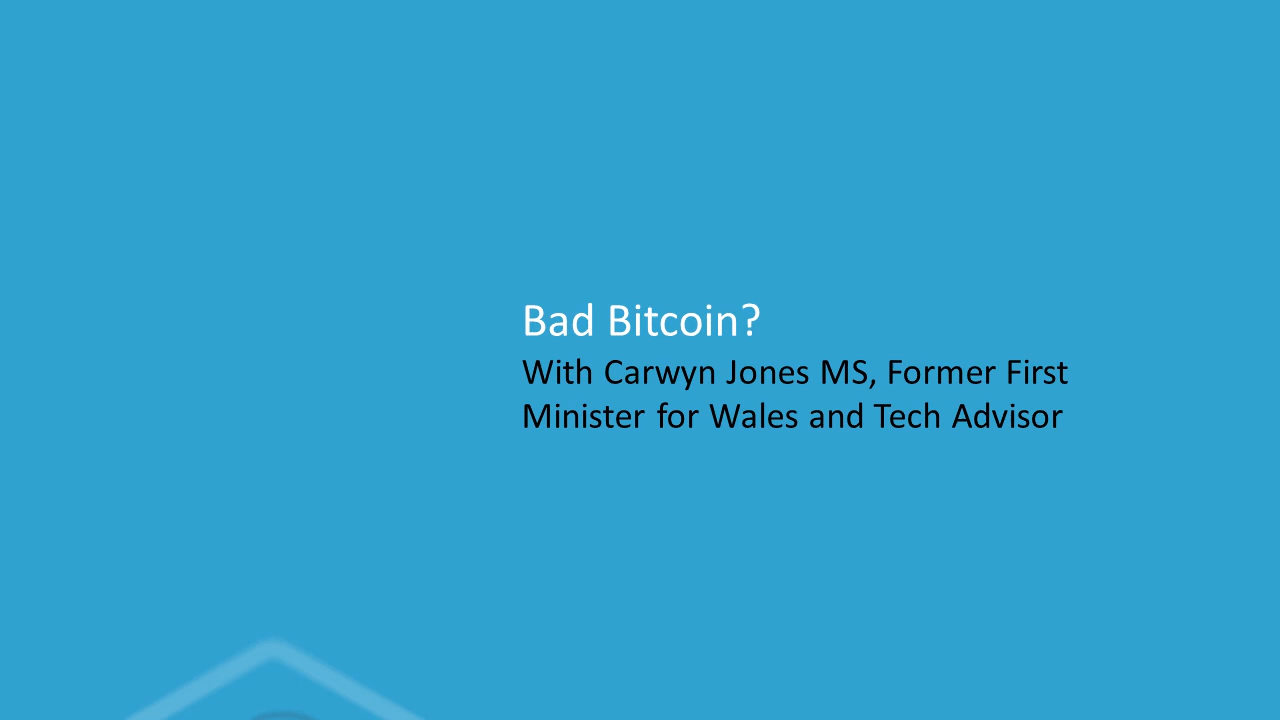 Bad Bitcoin?
With Carwyn Jones MS, Former First
Minister for Wales and Tech Advisor